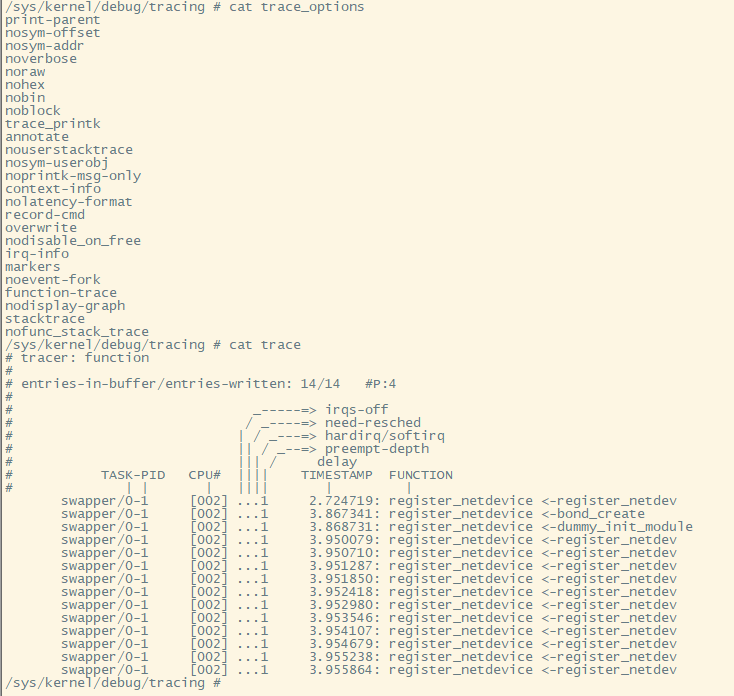 /sys/kernel/debug/tracing # cat trace_options
print-parent
nosym-offset
nosym-addr
noverbose
noraw
nohex
nobin
noblock
trace_printk
annotate
nouserstacktrace
nosym-userobj
noprintk-msg-only
context-info
nolatency-format
record-cmd
overwrite
nodisable_on_free
irq-info
markers
noevent-fork
function-trace
nodisplay-graph
stacktrace
nofunc_stack_trace
/sys/kernel/debug/tracing # cat trace
# tracer: function
#
# entries-in-buffer/entries-written: 14/14   #P:4
#
#                              _-----=> irqs-off
#                             / _----=> need-resched
#                            | / _---=> hardirq/softirq
#                            || / _--=> preempt-depth
#                            ||| /     delay
#           TASK-PID   CPU#  ||||    TIMESTAMP  FUNCTION
#              | |       |   ||||       |         |
       swapper/0-1     [002] ...1     2.724719: register_netdevice <-register_netdev
       swapper/0-1     [002] ...1     3.867341: register_netdevice <-bond_create
       swapper/0-1     [002] ...1     3.868731: register_netdevice <-dummy_init_module
       swapper/0-1     [002] ...1     3.950079: register_netdevice <-register_netdev
       swapper/0-1     [002] ...1     3.950710: register_netdevice <-register_netdev
       swapper/0-1     [002] ...1     3.951287: register_netdevice <-register_netdev
       swapper/0-1     [002] ...1     3.951850: register_netdevice <-register_netdev
       swapper/0-1     [002] ...1     3.952418: register_netdevice <-register_netdev
       swapper/0-1     [002] ...1     3.952980: register_netdevice <-register_netdev
       swapper/0-1     [002] ...1     3.953546: register_netdevice <-register_netdev
       swapper/0-1     [002] ...1     3.954107: register_netdevice <-register_netdev
       swapper/0-1     [002] ...1     3.954679: register_netdevice <-register_netdev
       swapper/0-1     [002] ...1     3.955238: register_netdevice <-register_netdev
       swapper/0-1     [002] ...1     3.955864: register_netdevice <-register_netdev
/sys/kernel/debug/tracing #